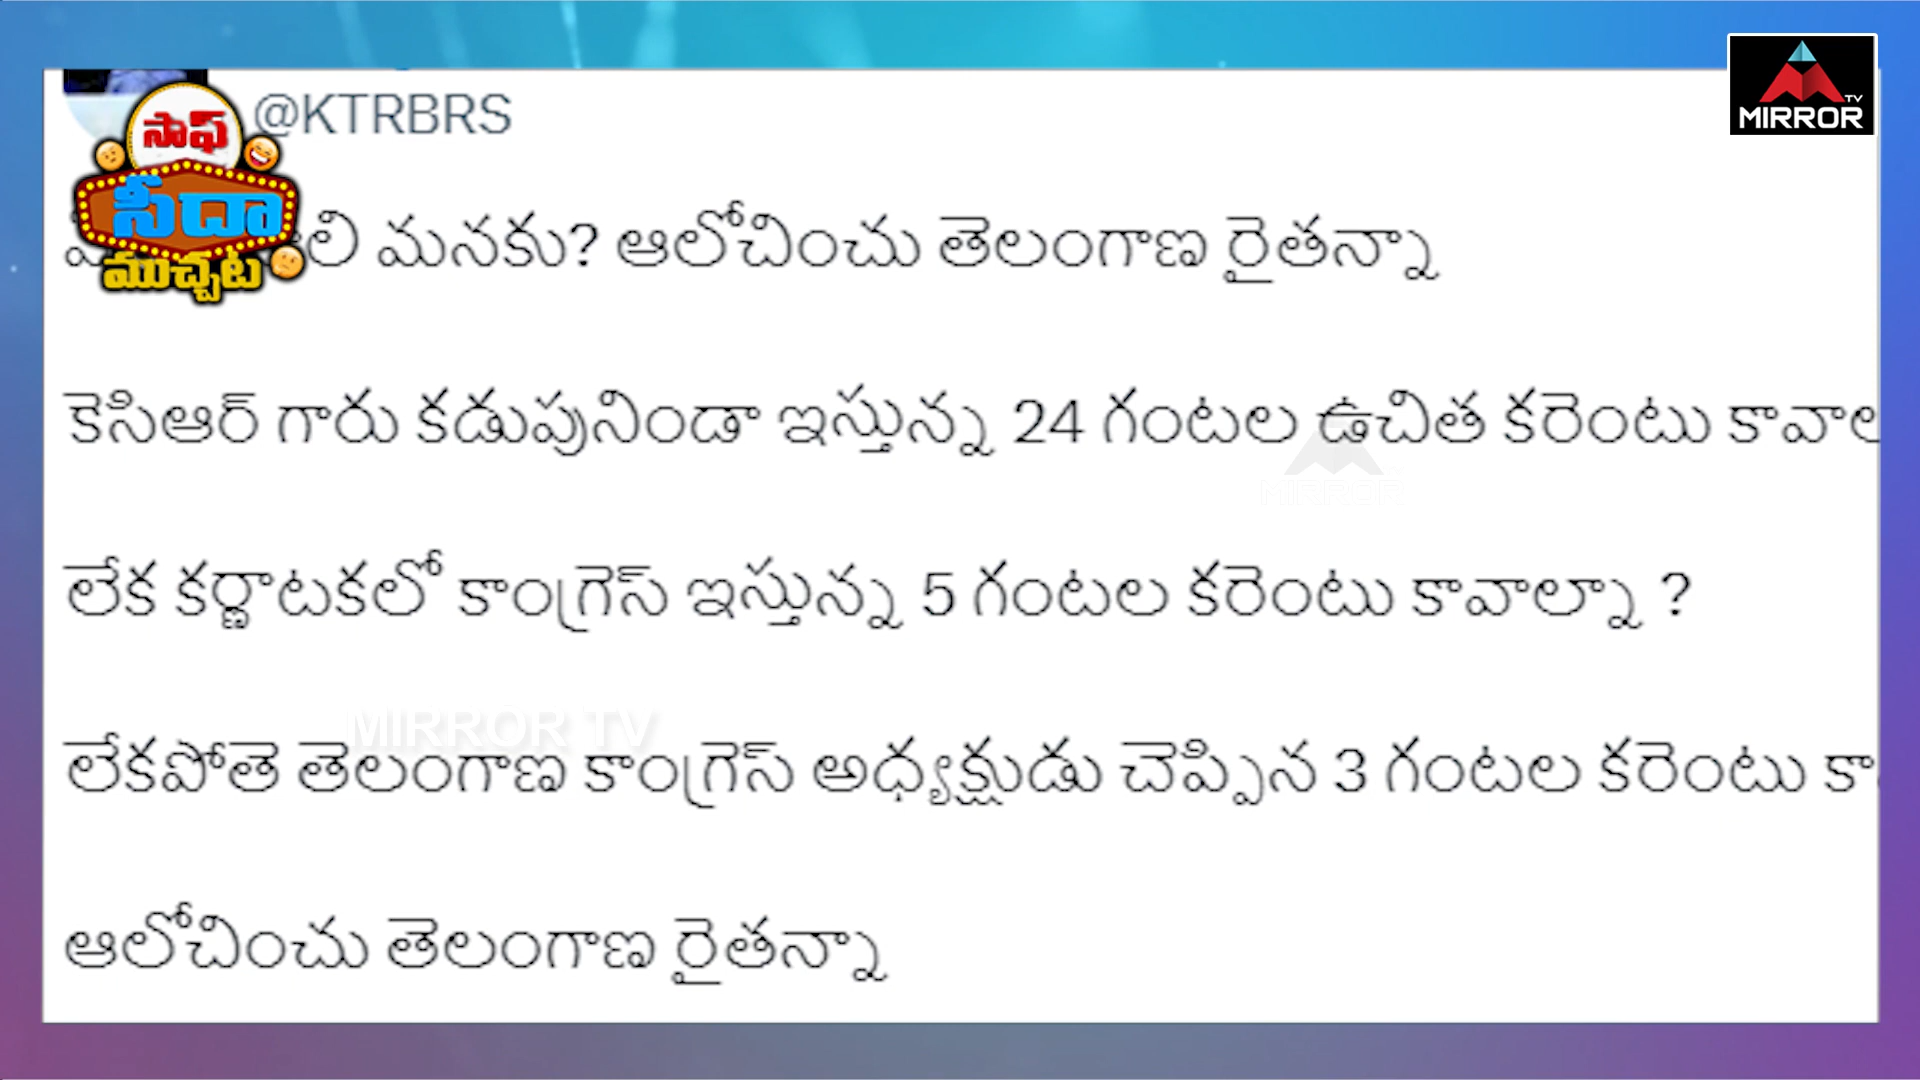 MIRROR TV
@KTRBRS
సాఫ్
సీదా
ముచ్చట
మనకు? ఆలోచించు తెలంగాణ రైతన్నా
కెసిఆర్ గారు కడుపునిండా ఇస్తున్న 24 గంటల ఉచిత కరెంటు
MIRROR
లేక కర్ణాటకలో కాంగ్రెస్ ఇస్తున్న 5 గంటల కరెంటు కావాల్నా ?
MIRROR TV
లేకపోతె తెలంగాణ కాంగ్రెస్ అధ్యక్షుడు చెప్పిన 3 గంటల కరెంటు
ఆలోచించు తెలంగాణ రైతన్నా